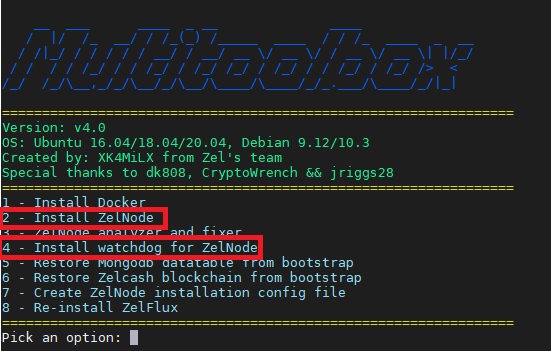 Multitoolbox
================================================================
Version: v4.0
OS: Ubuntu 16.04/18.04/20.04, Debian 9.12/10.3
Created by: XK4MiLX from Zel's team
Special thanks to dk808, CryptoWrench && jriggs28
================================================================
1 - Install Docker
2 - Install ZelNode
3 - ZelNode analyzer and fixer
4 - Install watchdog for ZelNode
5 - Restore Mongodb datatable from bootstrap
6 - Restore Zelcash blockchain from bootstrap
7 - Create ZelNode installation config file
8 - Re-install ZelFlux
================================================================
Pick an option: